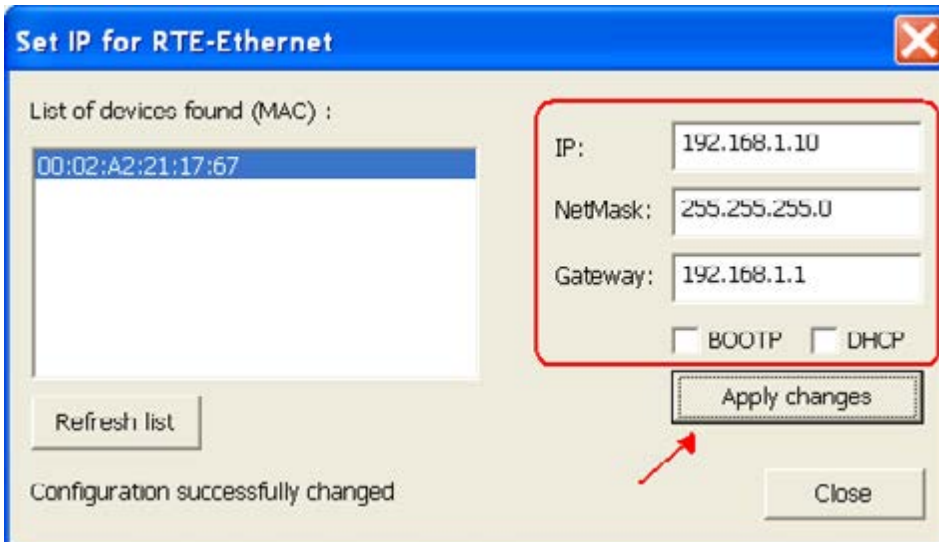 Set IP for RTE-Ethernet
List of devices found (MAC) :
00:02:A2:21:17:67
Refresh list
Configuration successfully changed
IP: 192.168.1.10
NetMask: 255.255.255.0
Gateway: 192.168.1.1
BOOTP DHCP
Apply changes
Close